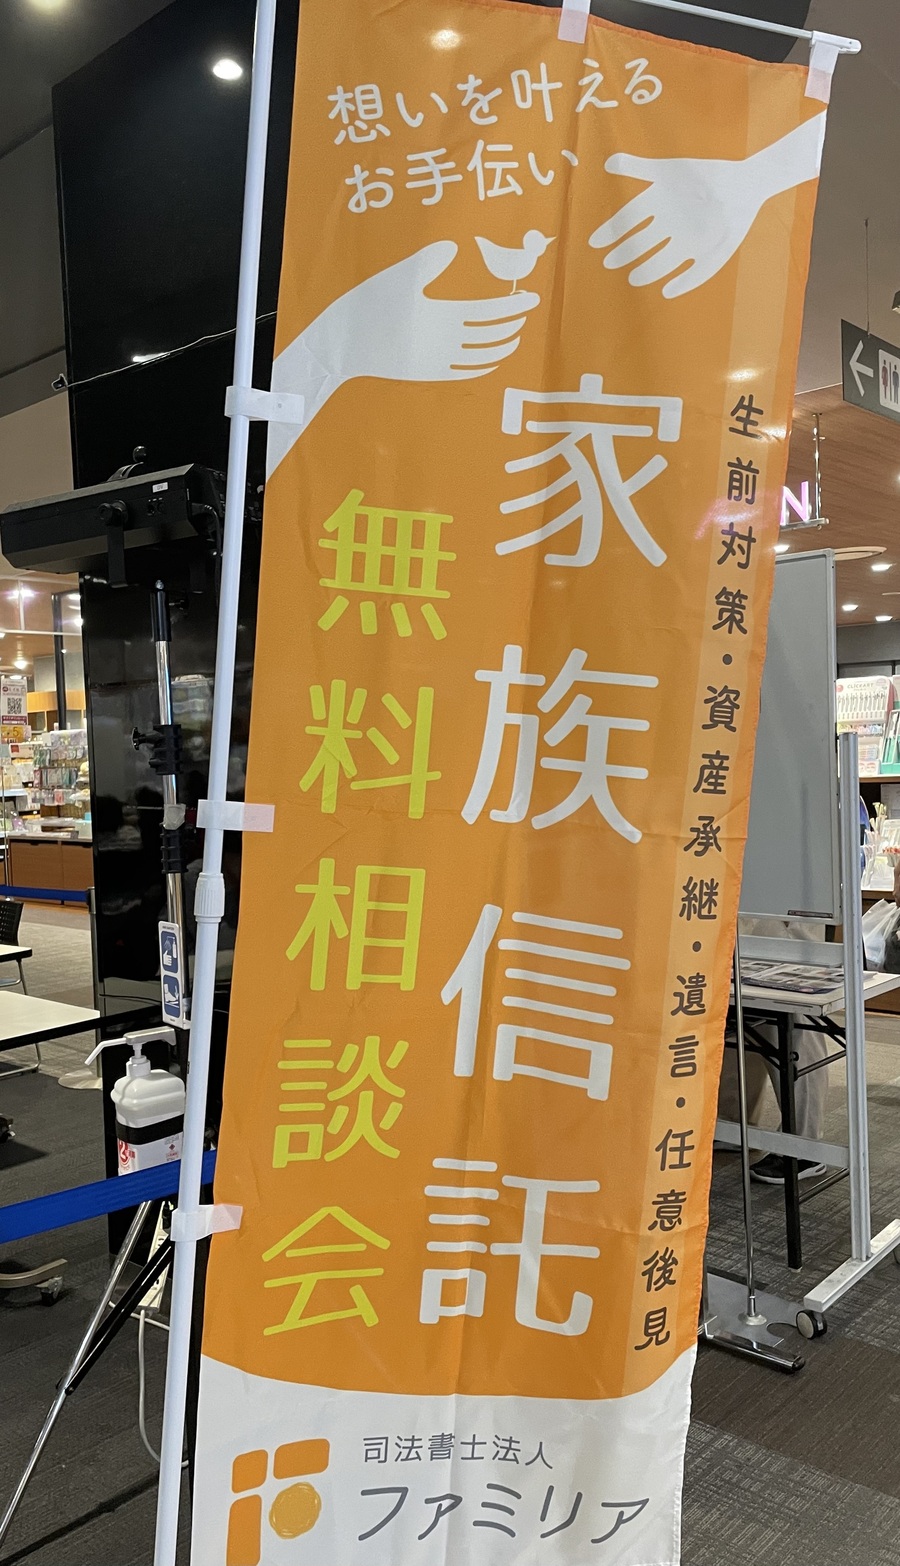 想いを叶える
お手伝い
生前対策・資産承継・遺言・任意後見
家族信託
無料相談会
司法書士法人
ファミリア